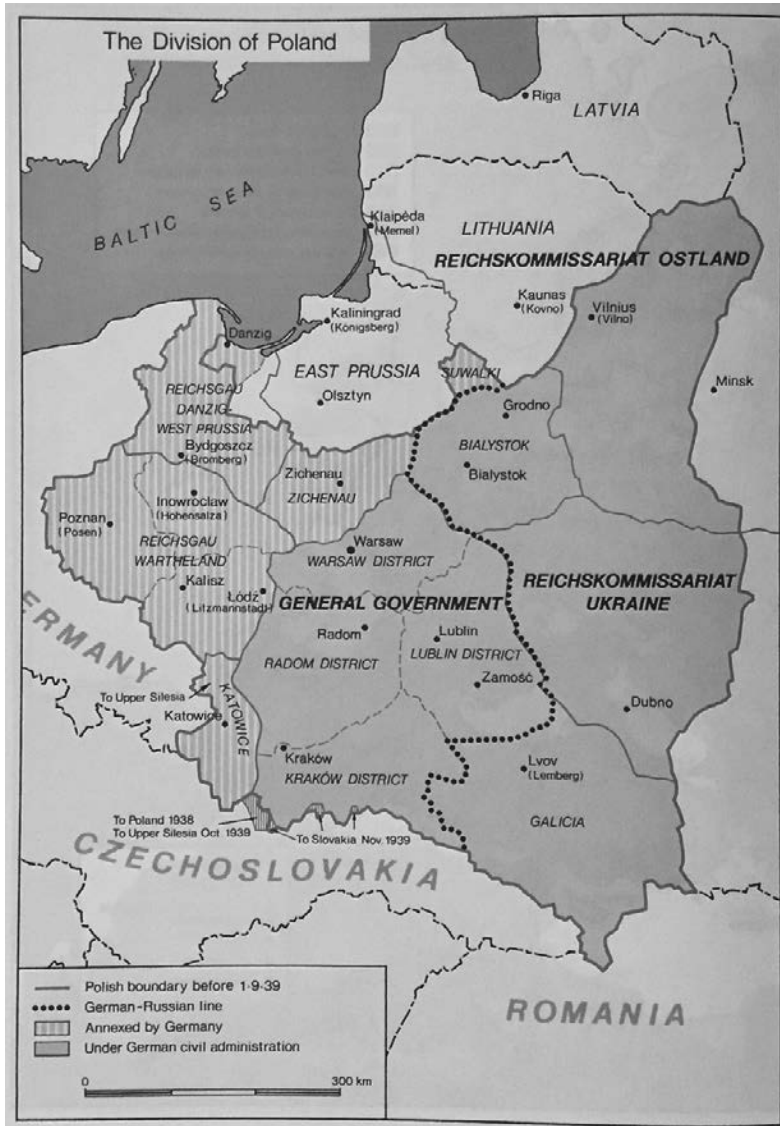 The Division of Poland
Riga
LATVIA
BALTIC SEA
Klaipéda
(Memel)
LITHUANIA
REICHSKOMMISSARIAT OSTLAND
Kaunas
(Kovno)
Vilnius
(Vilno)
Kaliningrad
(Königsberg)
Danzig
EAST PRUSSIA
SUWALKI
Minsk
REICHSGAU
DANZIG-
WEST PRUSSIA
Olsztyn
Grodno
Bydgoszcz
(Bromberg)
BIALYSTOK
Bialystok
Zichenau
ZICHENAU
Inowroclaw
(Hohensalza)
Poznan
(Posen)
REICHSGAU
WARTHELAND
Warsaw
WARSAW DISTRICT
Kalisz
Łódź
(Litzmannstadt)
GENERAL GOVERNMENT
REICHSKOMMISSARIAT
UKRAINE
GERMANY
Radom
RADOM DISTRICT
Lublin
LUBLIN DISTRICT
Zamość
To Upper Silesia
KATOWICE
Katowice
Dubno
Kraków
KRAKÓW DISTRICT
Lvov
(Lemberg)
GALICIA
To Poland 1938
To Upper Silesia Oct. 1939
To Slovakia Nov. 1939
CZECHOSLOVAKIA
ROMANIA
Polish boundary before 1-9-39
German-Russian line
Annexed by Germany
Under German civil administration
0 300 km